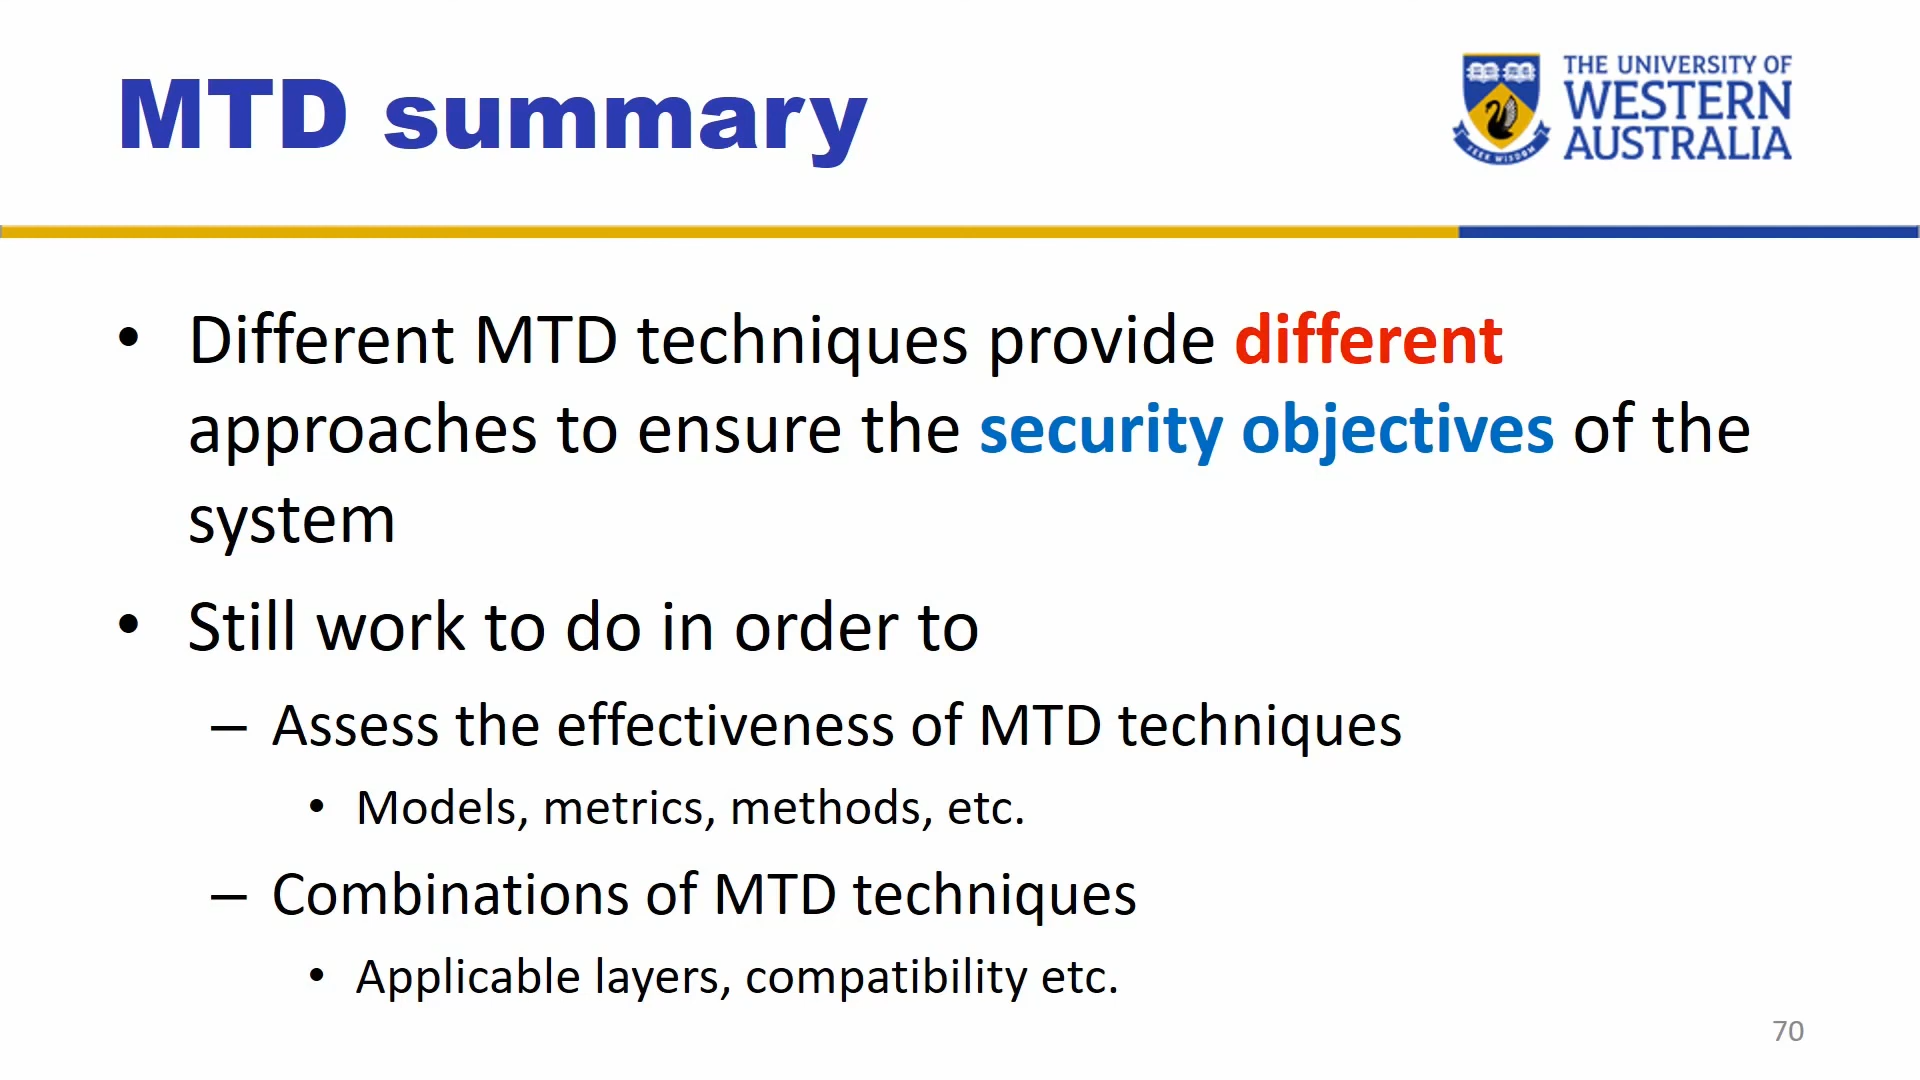 MTD summary
THE UNIVERSITY OF
WESTERN
AUSTRALIA
SEEK WISDOM
• Different MTD techniques provide different
approaches to ensure the security objectives of the
system
• Still work to do in order to
– Assess the effectiveness of MTD techniques
• Models, metrics, methods, etc.
– Combinations of MTD techniques
• Applicable layers, compatibility etc.
70